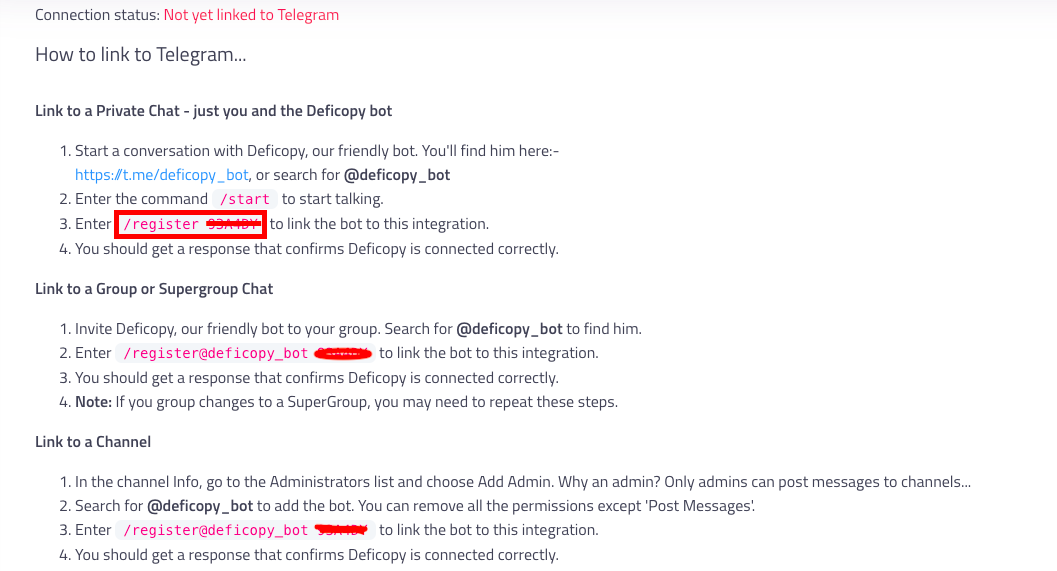 Connection status: Not yet linked to Telegram
How to link to Telegram...
Link to a Private Chat - just you and the Deficopy bot
1. Start a conversation with Deficopy, our friendly bot. You'll find him here:-
https://t.me/deficopy_bot, or search for @deficopy_bot
2. Enter the command /start to start talking.
3. Enter /register to link the bot to this integration.
4. You should get a response that confirms Deficopy is connected correctly.
Link to a Group or Supergroup Chat
1. Invite Deficopy, our friendly bot to your group. Search for @deficopy_bot to find him.
2. Enter /register@deficopy_bot to link the bot to this integration.
3. You should get a response that confirms Deficopy is connected correctly.
4. Note: If you group changes to a SuperGroup, you may need to repeat these steps.
Link to a Channel
1. In the channel Info, go to the Administrators list and choose Add Admin. Why an admin? Only admins can post messages to channels...
2. Search for @deficopy_bot to add the bot. You can remove all the permissions except 'Post Messages'.
3. Enter /register@deficopy_bot to link the bot to this integration.
4. You should get a response that confirms Deficopy is connected correctly.